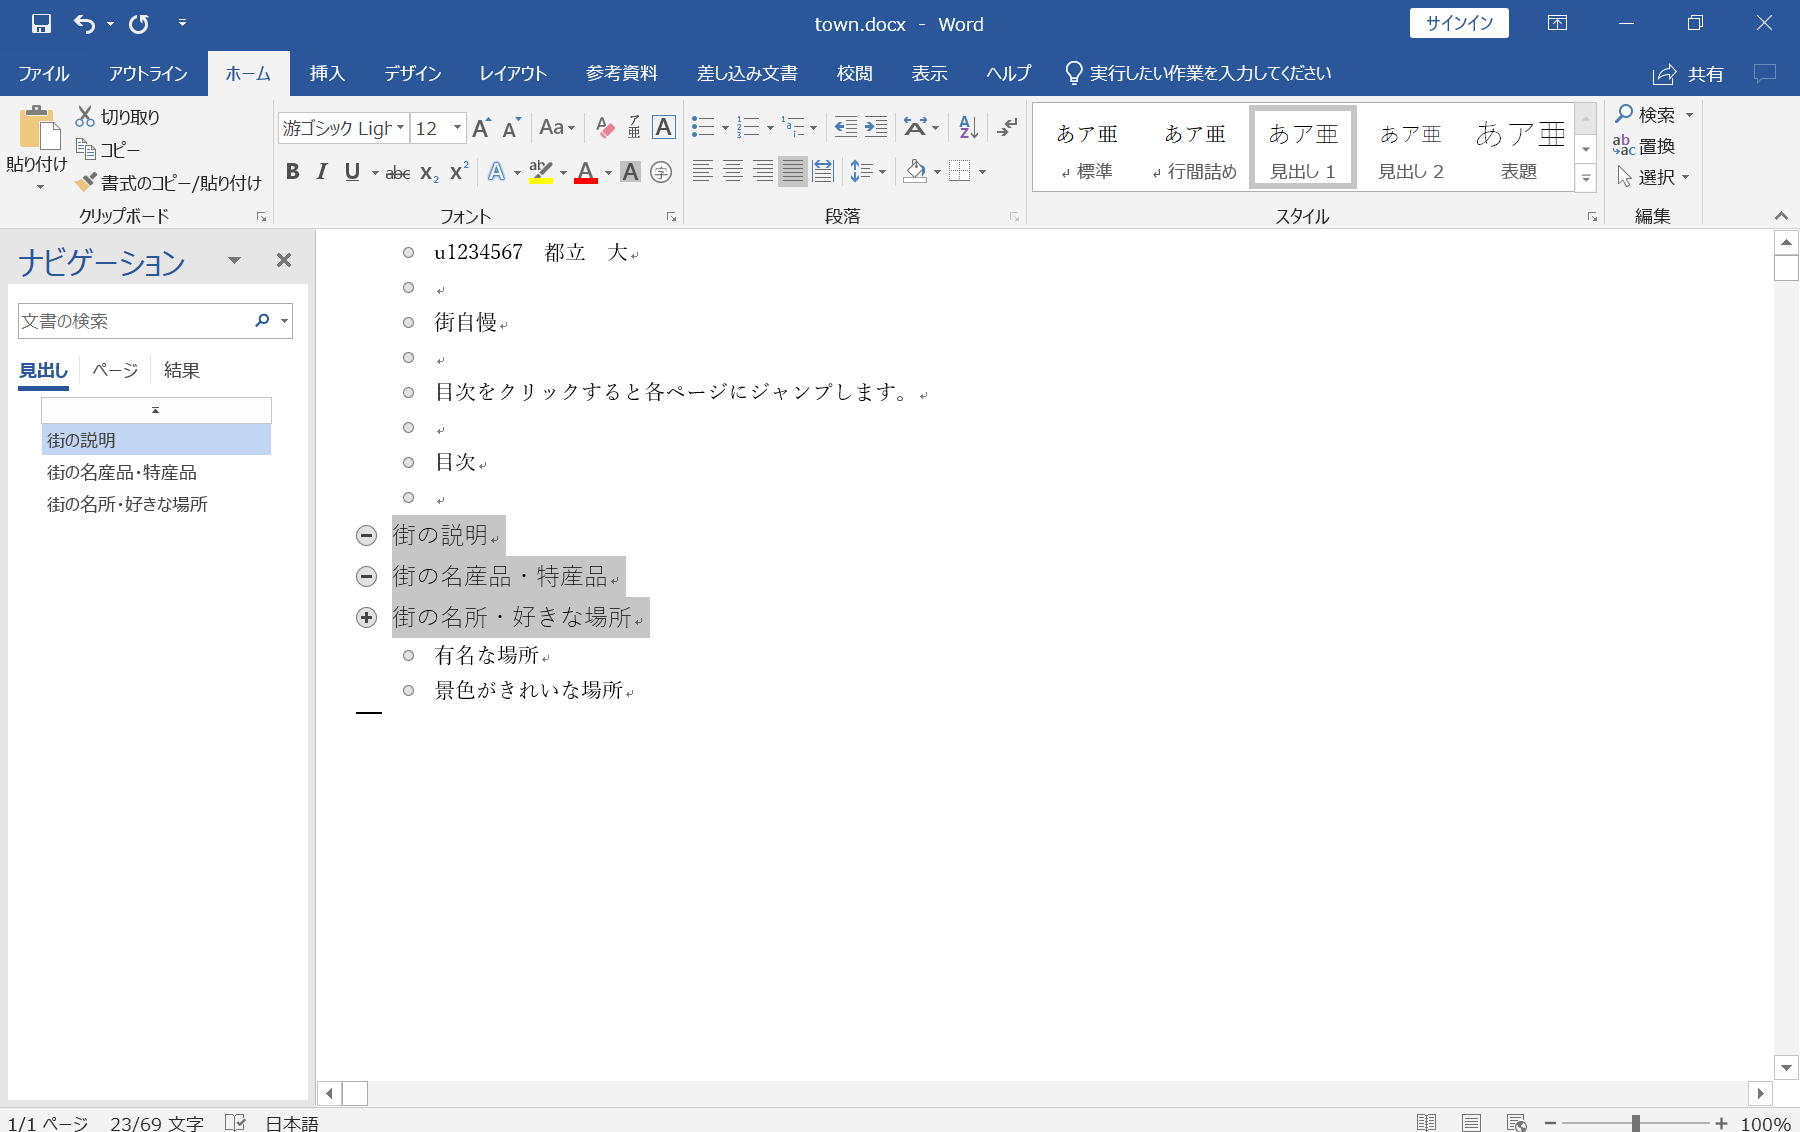 town.docx - Word
サインイン
ファイル アウトライン ホーム 挿入 デザイン レイアウト 参考資料 差し込み文書 校閲 表示 ヘルプ 実行したい作業を入力してください 共有
貼り付け
切り取り
コピー
書式のコピー/貼り付け
クリップボード
游ゴシック Ligh 12 Aa ア亜 A
B I U abc X₂ X² A ab A A 字
フォント
段落
あア亜 あア亜 あア亜 あア亜 あア亜
標準 行間詰め 見出し 1 見出し 2 表題
スタイル
検索
置換
選択
編集
ナビゲーション
文書の検索
見出し ページ 結果
街の説明
街の名産品・特産品
街の名所・好きな場所
u1234567 都立 大
街自慢
目次をクリックすると各ページにジャンプします。
目次
街の説明
街の名産品・特産品
街の名所・好きな場所
有名な場所
景色がきれいな場所
1/1 ページ 23/69 文字 日本語 100%